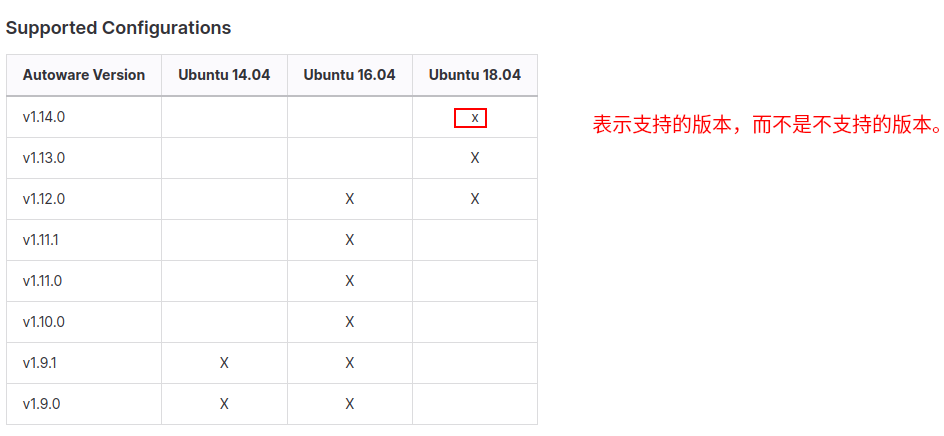 Supported Configurations
Autoware Version Ubuntu 14.04 Ubuntu 16.04 Ubuntu 18.04
v1.14.0 x 表示支持的版本，而不是不支持的版本。
v1.13.0 X
v1.12.0 X X
v1.11.1 X
v1.11.0 X
v1.10.0 X
v1.9.1 X X
v1.9.0 X X